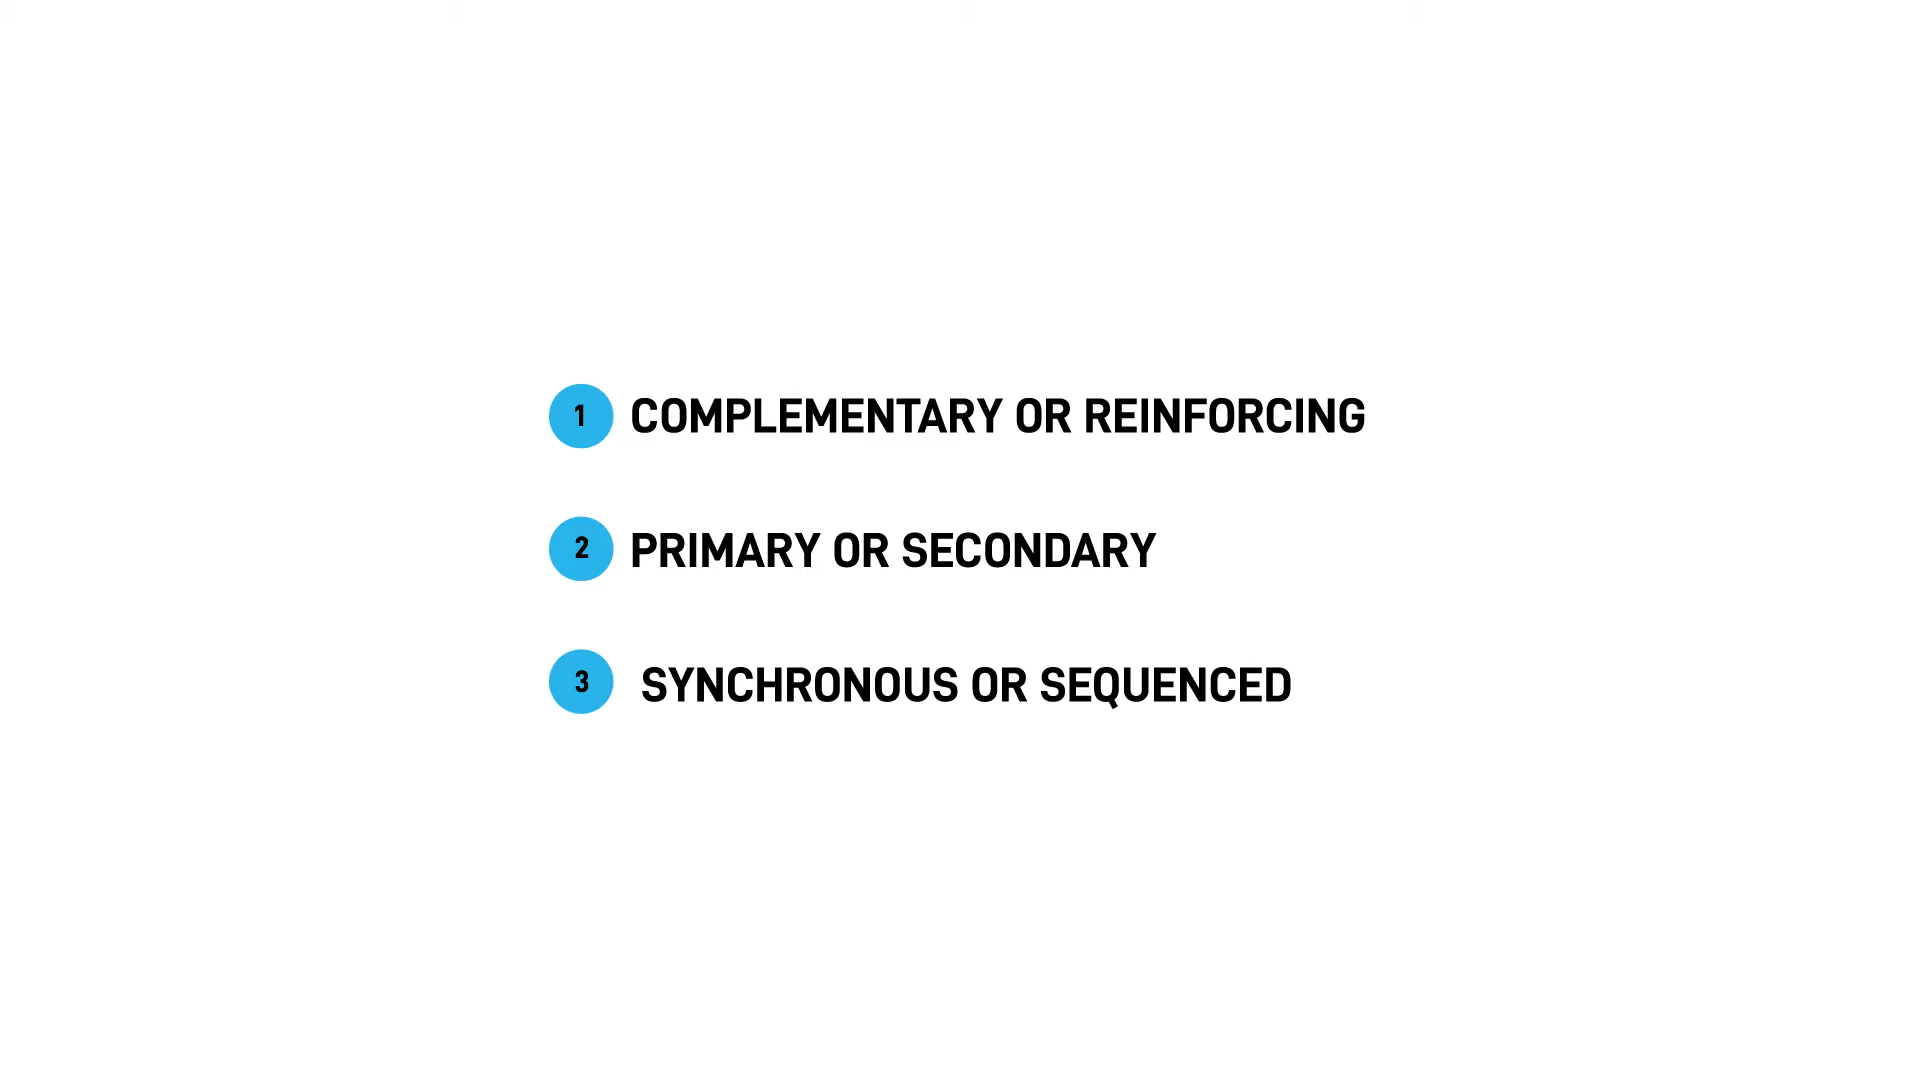 1 COMPLEMENTARY OR REINFORCING
2 PRIMARY OR SECONDARY
3 SYNCHRONOUS OR SEQUENCED